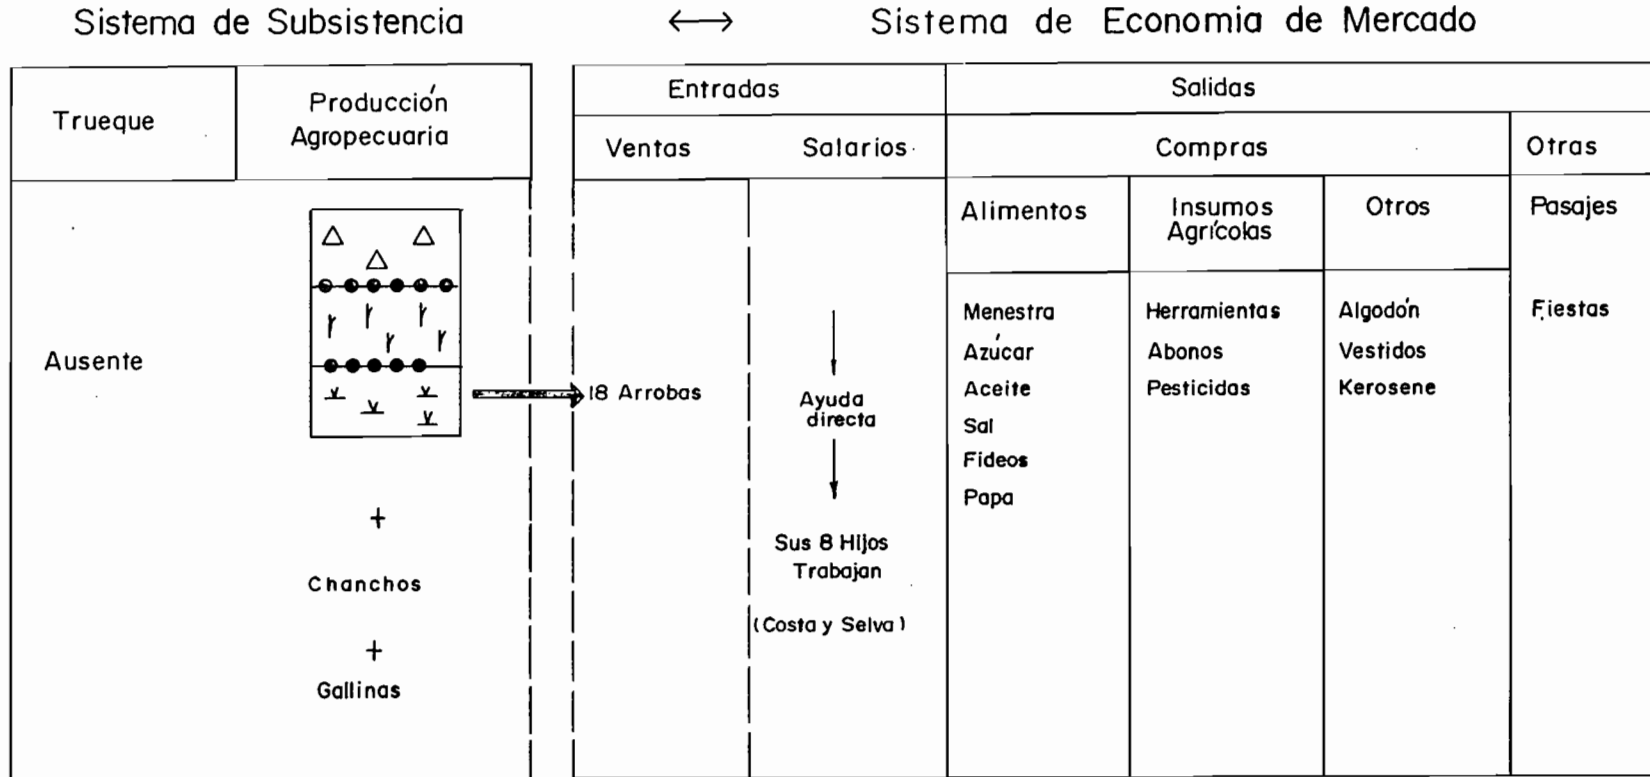 Sistema de Subsistencia
Sistema de Economia de Mercado
Trueque
Producción
Agropecuaria
Entradas
Salidas
Ventas
Salarios
Compras
Otras
Alimentos
Insumos
Agrícolas
Otros
Pasajes
Ausente
18 Arrobas
Ayuda
directa
Sus 8 Hijos
Trabajan
(Costa y Selva)
Menestra
Azúcar
Aceite
Sal
Fideos
Papa
Herramientas
Abonos
Pesticidas
Algodón
Vestidos
Kerosene
Fiestas
+
Chanchos
+
Gallinas